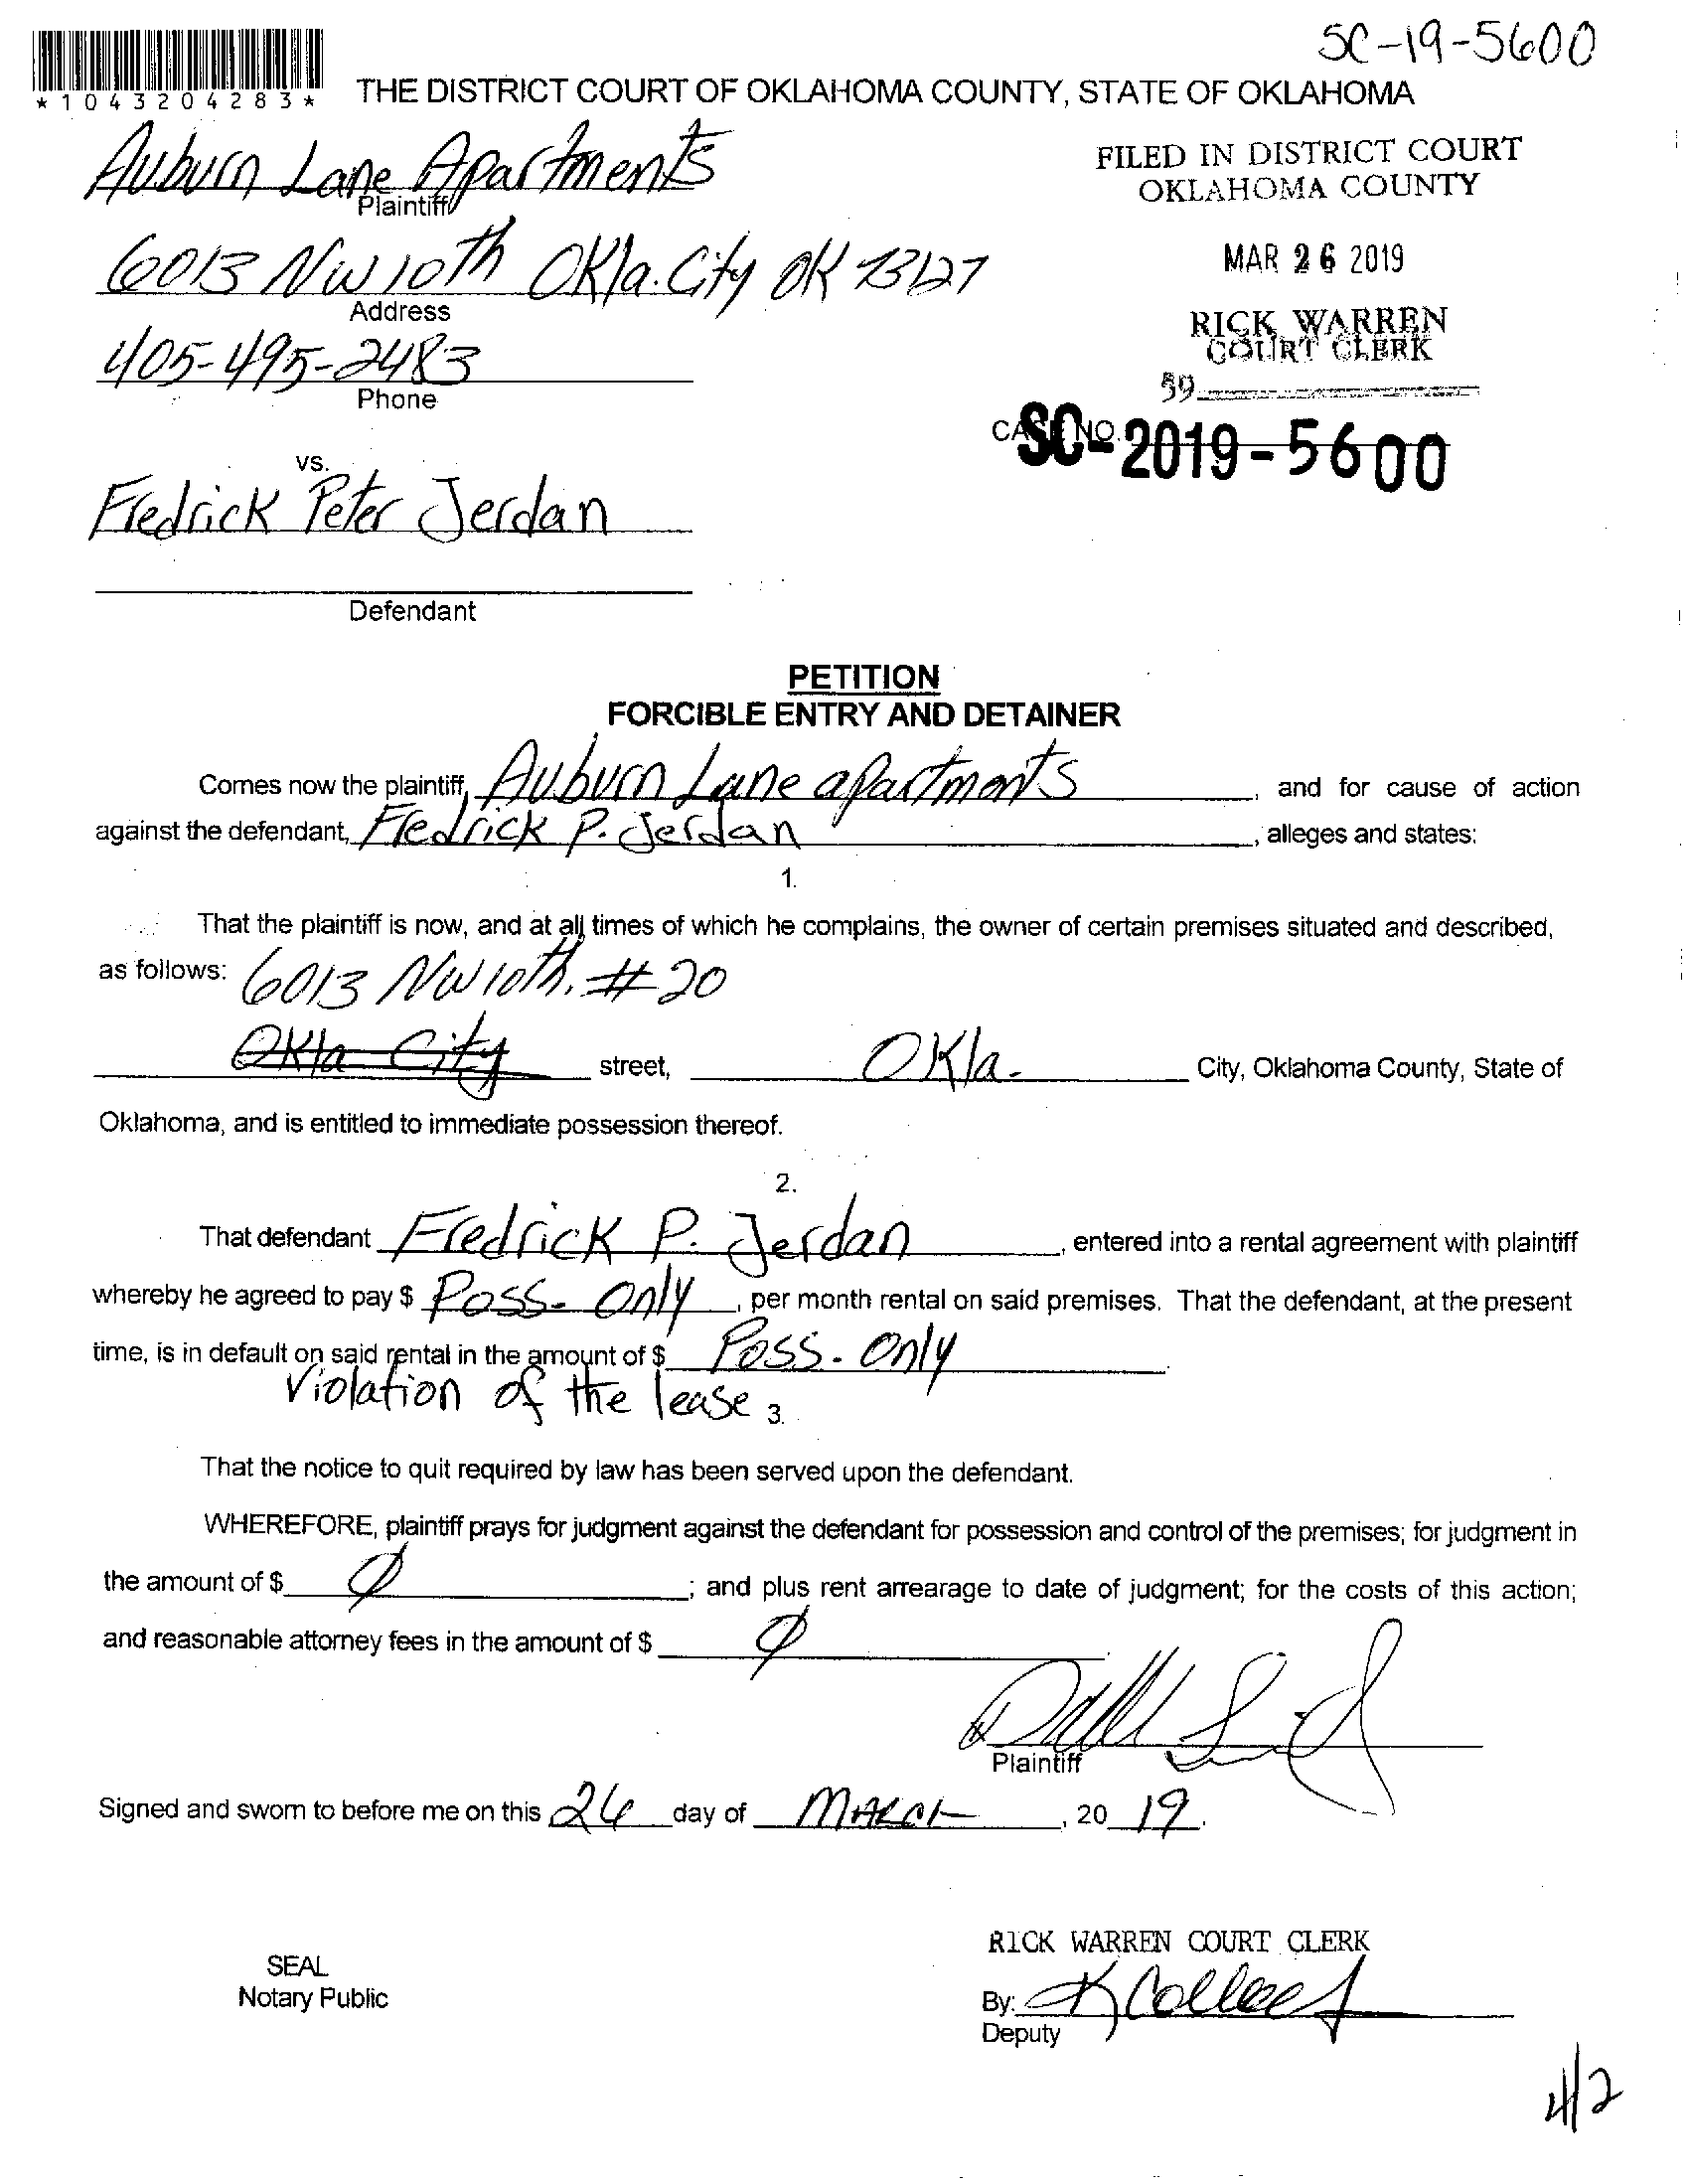 SC-19-5600
*1043204283*
THE DISTRICT COURT OF OKLAHOMA COUNTY, STATE OF OKLAHOMA
Auburn Lane Apartments
Plaintiff
6013 NW 10th Okla. City OK 73127
Address
405-495-2483
Phone
FILED IN DISTRICT COURT
OKLAHOMA COUNTY
MAR 26 2019
RICK WARREN
COURT CLERK
39
CASE NO.
SC-2019-5600
vs.
Fredrick Peter Jerdan
Defendant
PETITION
FORCIBLE ENTRY AND DETAINER
Comes now the plaintiff, Auburn Lane apartments, and for cause of action
against the defendant, Fredrick P. Jerdan, alleges and states:
1.
That the plaintiff is now, and at all times of which he complains, the owner of certain premises situated and described,
as follows: 6013 NW 10th. # 20
Okla City street, Okla. City, Oklahoma County, State of
Oklahoma, and is entitled to immediate possession thereof.
2.
That defendant Fredrick P. Jerdan, entered into a rental agreement with plaintiff
whereby he agreed to pay $ Poss. Only, per month rental on said premises. That the defendant, at the present
time, is in default on said rental in the amount of $ Poss. Only.
Violation of the lease
3.
That the notice to quit required by law has been served upon the defendant.
WHEREFORE, plaintiff prays for judgment against the defendant for possession and control of the premises; for judgment in
the amount of $ Ø; and plus rent arrearage to date of judgment; for the costs of this action;
and reasonable attorney fees in the amount of $ Ø
Plaintiff
Signed and sworn to before me on this 26 day of MARCH, 20 19.
RICK WARREN COURT CLERK
SEAL
Notary Public
By:
Deputy
4/2